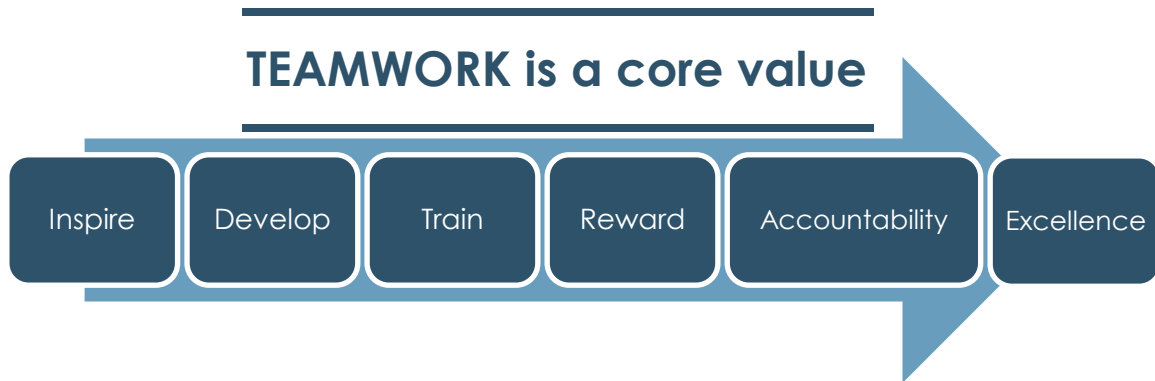 TEAMWORK is a core value
Inspire
Develop
Train
Reward
Accountability
Excellence